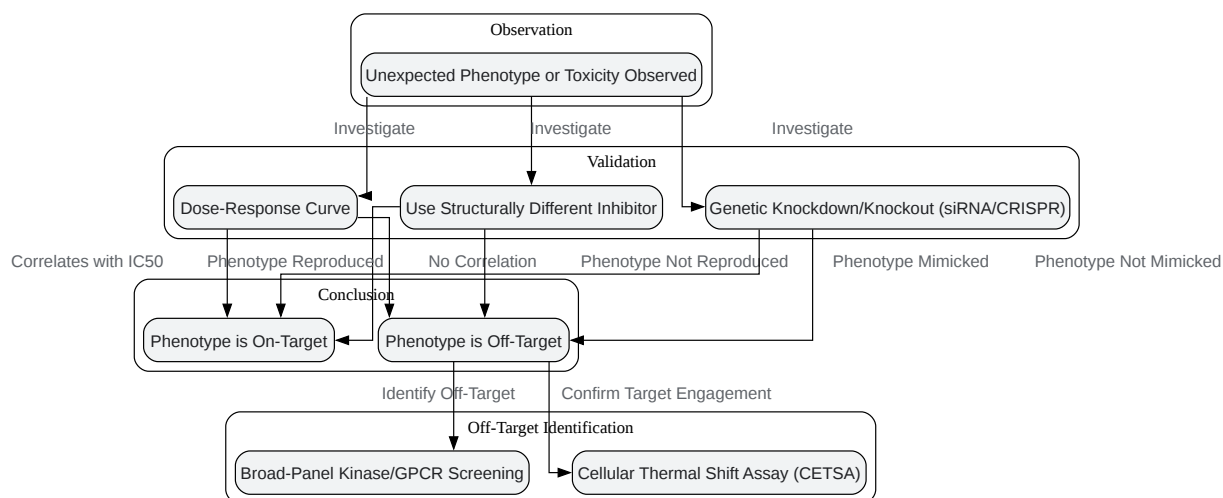 Observation
Unexpected Phenotype or Toxicity Observed
Investigate Investigate Investigate
Validation
Dose-Response Curve Use Structurally Different Inhibitor Genetic Knockdown/Knockout (siRNA/CRISPR)
Correlates with IC50 Phenotype Reproduced No Correlation Phenotype Not Reproduced Phenotype Mimicked Phenotype Not Mimicked
Conclusion
Phenotype is On-Target Phenotype is Off-Target
Identify Off-Target Confirm Target Engagement
Off-Target Identification
Broad-Panel Kinase/GPCR Screening Cellular Thermal Shift Assay (CETSA)